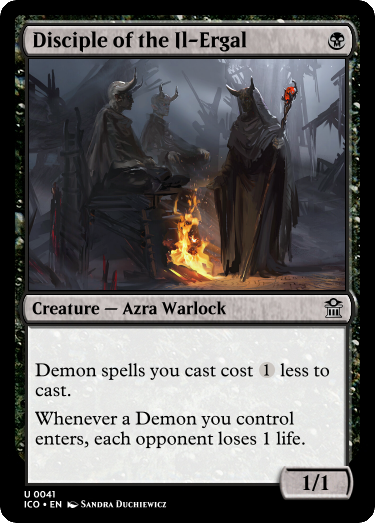 Disciple of the Il-Ergal
Creature — Azra Warlock
Demon spells you cast cost 1 less to
cast.
Whenever a Demon you control
enters, each opponent loses 1 life.
1/1
U 0041
ICO • EN Sandra Duchiewicz